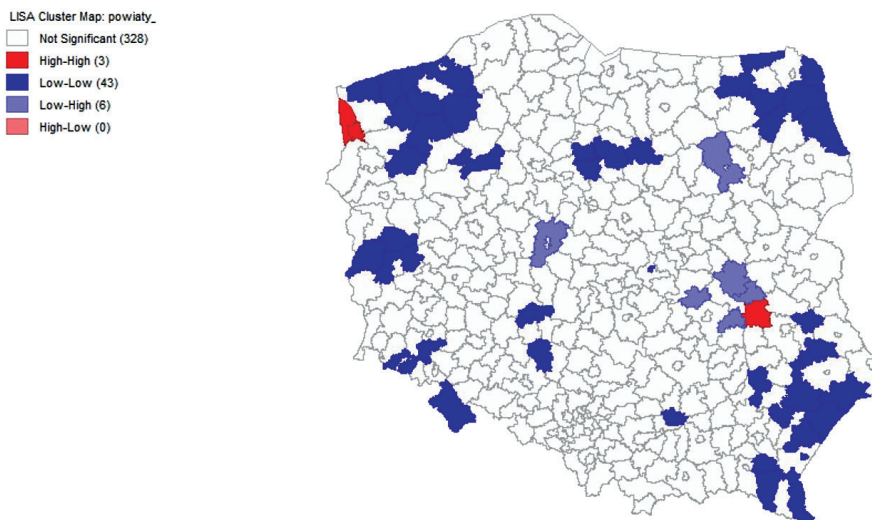 LISA Cluster Map: powiaty_
Not Significant (328)
High-High (3)
Low-Low (43)
Low-High (6)
High-Low (0)